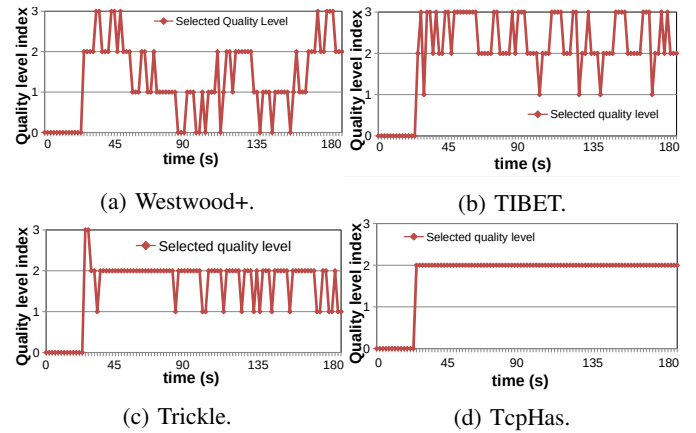 3
2
1
0
Quality level index
Selected Quality Level
0 45 90 135 180
time (s)
(a) Westwood+.
3
2
1
0
Quality level index
Selected quality level
0 45 90 135 180
time (s)
(b) TIBET.
3
2
1
0
Quality level index
Selected quality level
0 45 90 135 180
time (s)
(c) Trickle.
3
2
1
0
Quality level index
Selected quality level
0 45 90 135 180
time (s)
(d) TcpHas.